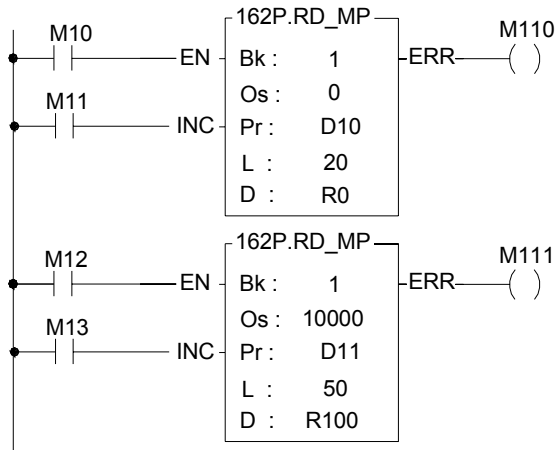 162P.RD_MP
M10 EN Bk : 1 ERR M110
Os : 0
M11 INC Pr : D10
L : 20
D : R0
162P.RD_MP
M12 EN Bk : 1 ERR M111
Os : 10000
M13 INC Pr : D11
L : 50
D : R100